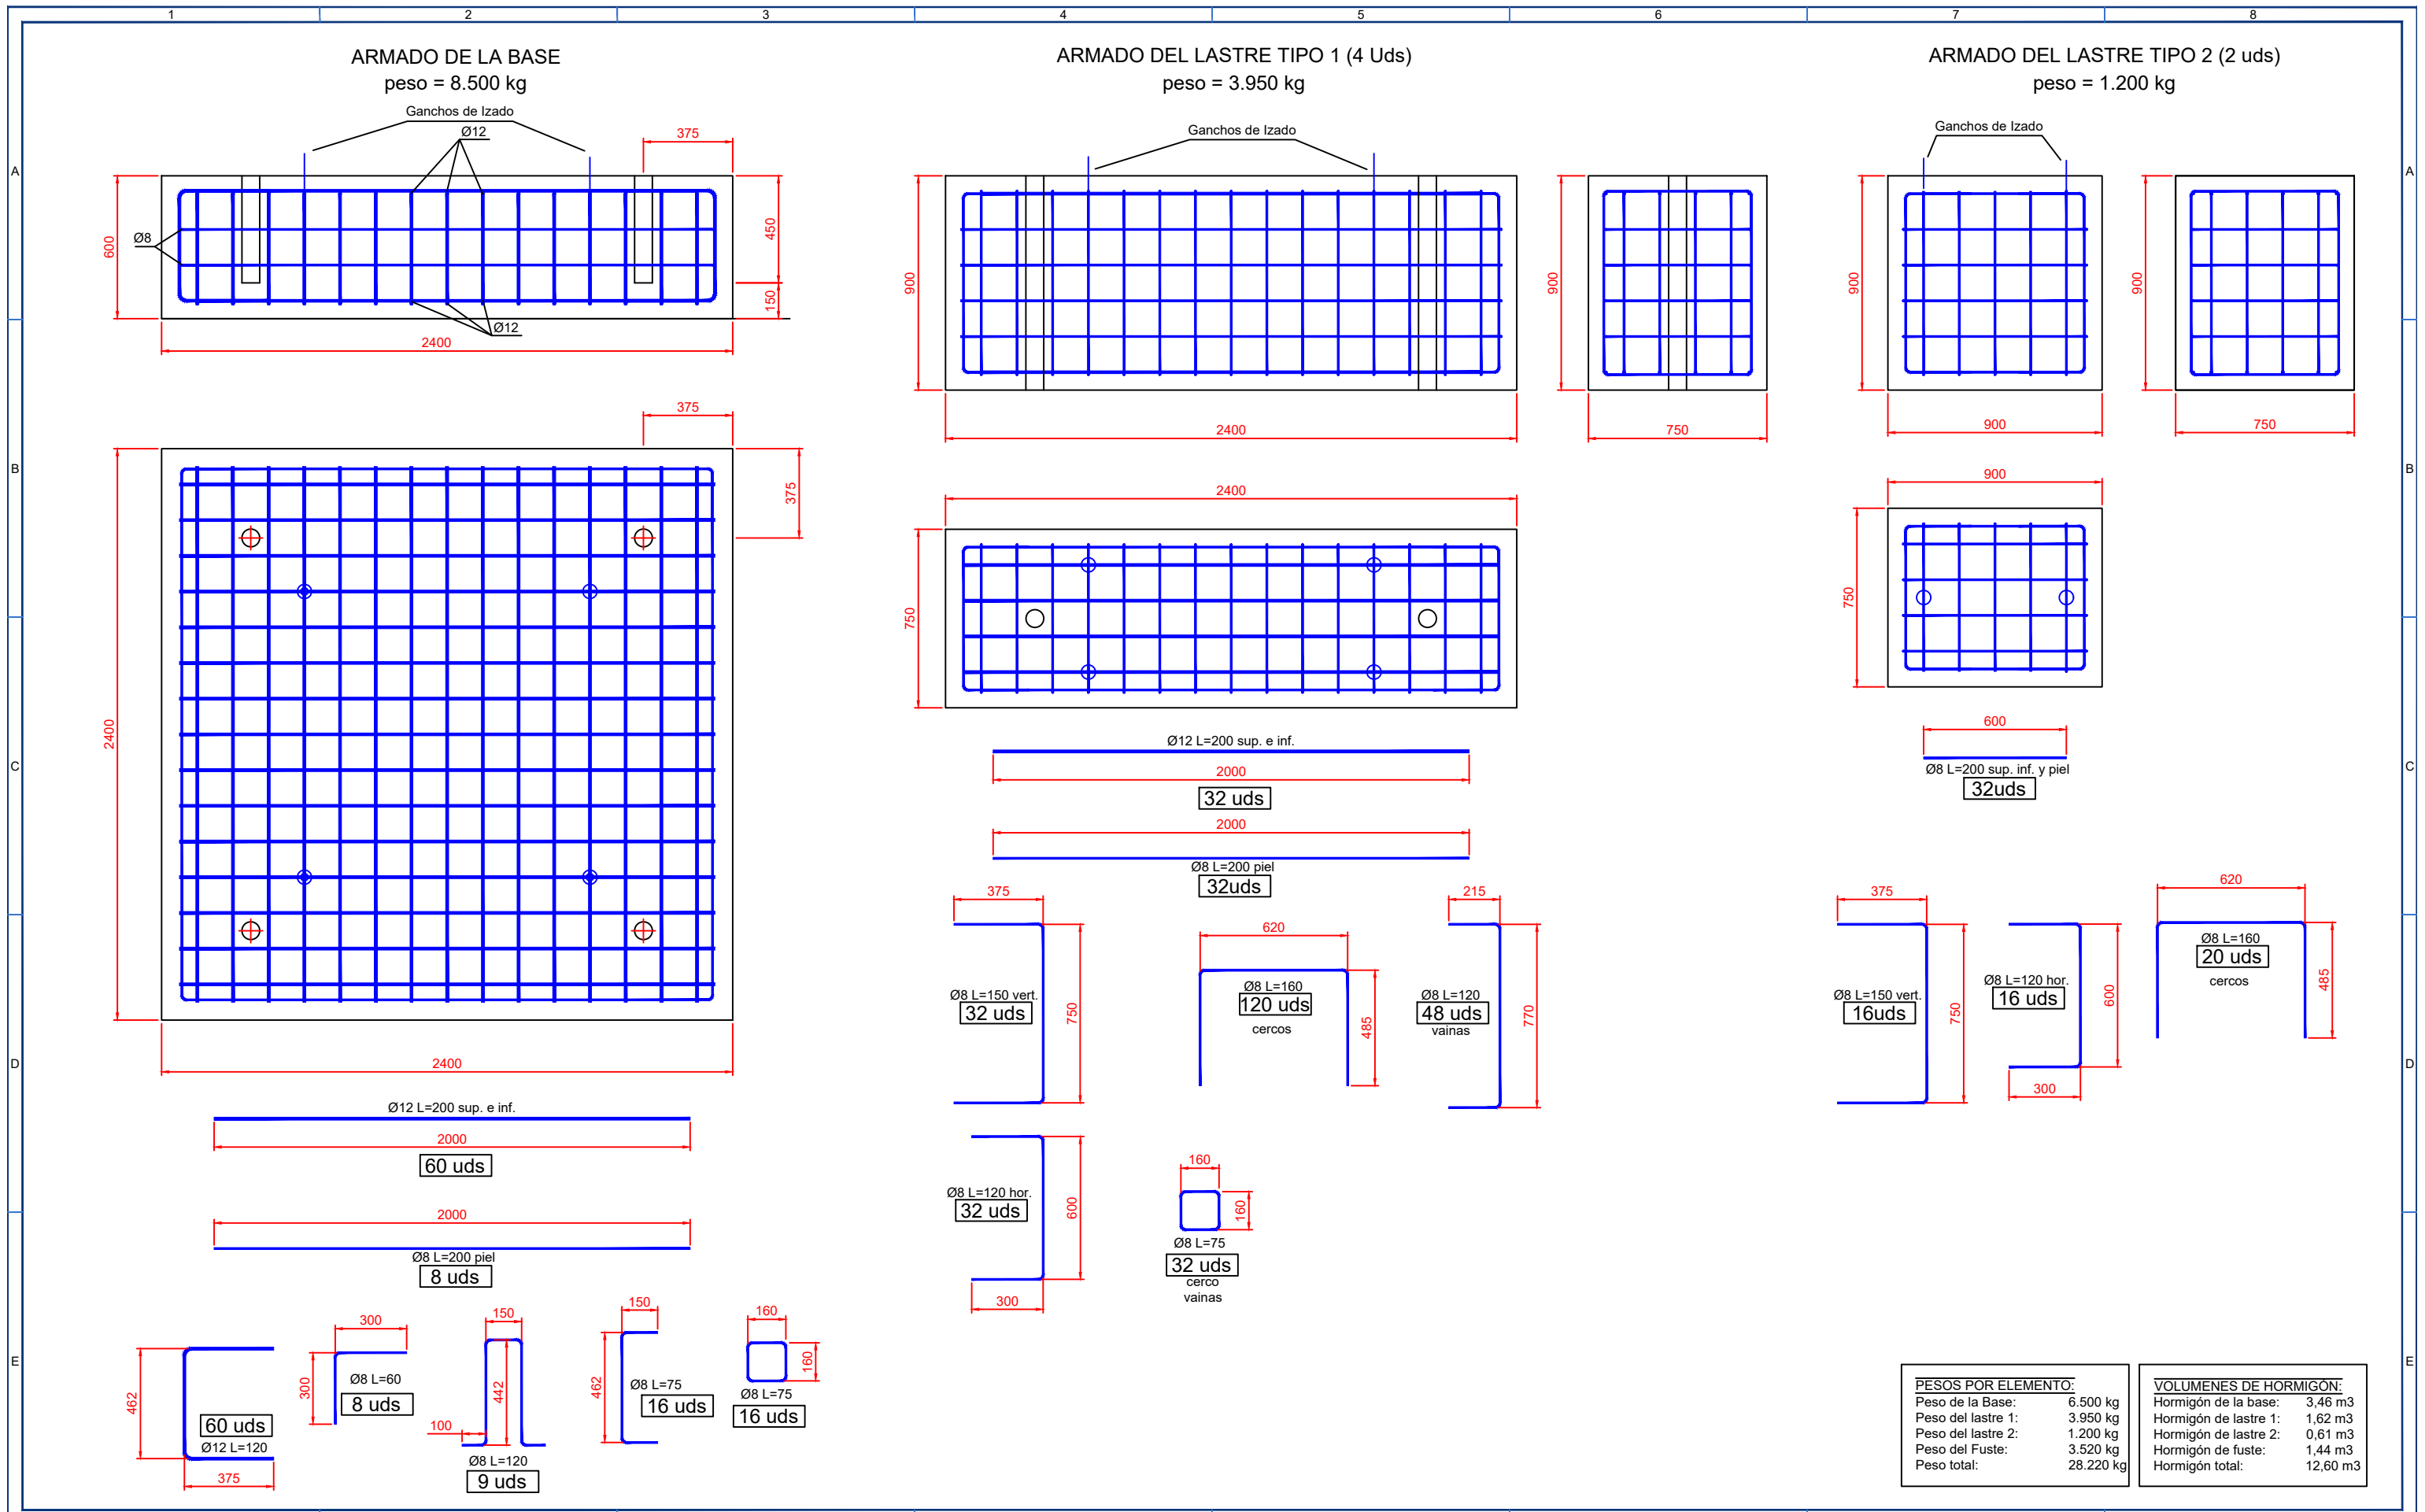 1 2 3 4 5 6 7 8
ARMADO DE LA BASE
peso = 8.500 kg
Ganchos de Izado
Ø12
375
A
600
Ø8
450
150
Ø12
2400
375
375
B
2400
C
D
2400
Ø12 L=200 sup. e inf.
2000
60 uds
2000
Ø8 L=200 piel
8 uds
E
462
60 uds
Ø12 L=120
375
300
300
Ø8 L=60
8 uds
150
442
100
Ø8 L=120
9 uds
150
462
Ø8 L=75
16 uds
160
160
Ø8 L=75
16 uds
ARMADO DEL LASTRE TIPO 1 (4 Uds)
peso = 3.950 kg
Ganchos de Izado
900
2400
900
750
2400
750
Ø12 L=200 sup. e inf.
2000
32 uds
2000
Ø8 L=200 piel
32uds
375
Ø8 L=150 vert.
32 uds
750
620
Ø8 L=160
120 uds
cercos
485
215
Ø8 L=120
48 uds
vainas
770
Ø8 L=120 hor.
32 uds
600
300
160
160
Ø8 L=75
32 uds
cerco
vainas
ARMADO DEL LASTRE TIPO 2 (2 uds)
peso = 1.200 kg
Ganchos de Izado
900
900
900
750
900
750
600
Ø8 L=200 sup. inf. y piel
32uds
375
Ø8 L=150 vert.
16uds
750
Ø8 L=120 hor.
16 uds
600
300
620
Ø8 L=160
20 uds
cercos
485
A
B
C
D
E
PESOS POR ELEMENTO:
Peso de la Base: 6.500 kg
Peso del lastre 1: 3.950 kg
Peso del lastre 2: 1.200 kg
Peso del Fuste: 3.520 kg
Peso total: 28.220 kg
VOLUMENES DE HORMIGÓN:
Hormigón de la base: 3,46 m3
Hormigón de lastre 1: 1,62 m3
Hormigón de lastre 2: 0,61 m3
Hormigón de fuste: 1,44 m3
Hormigón total: 12,60 m3